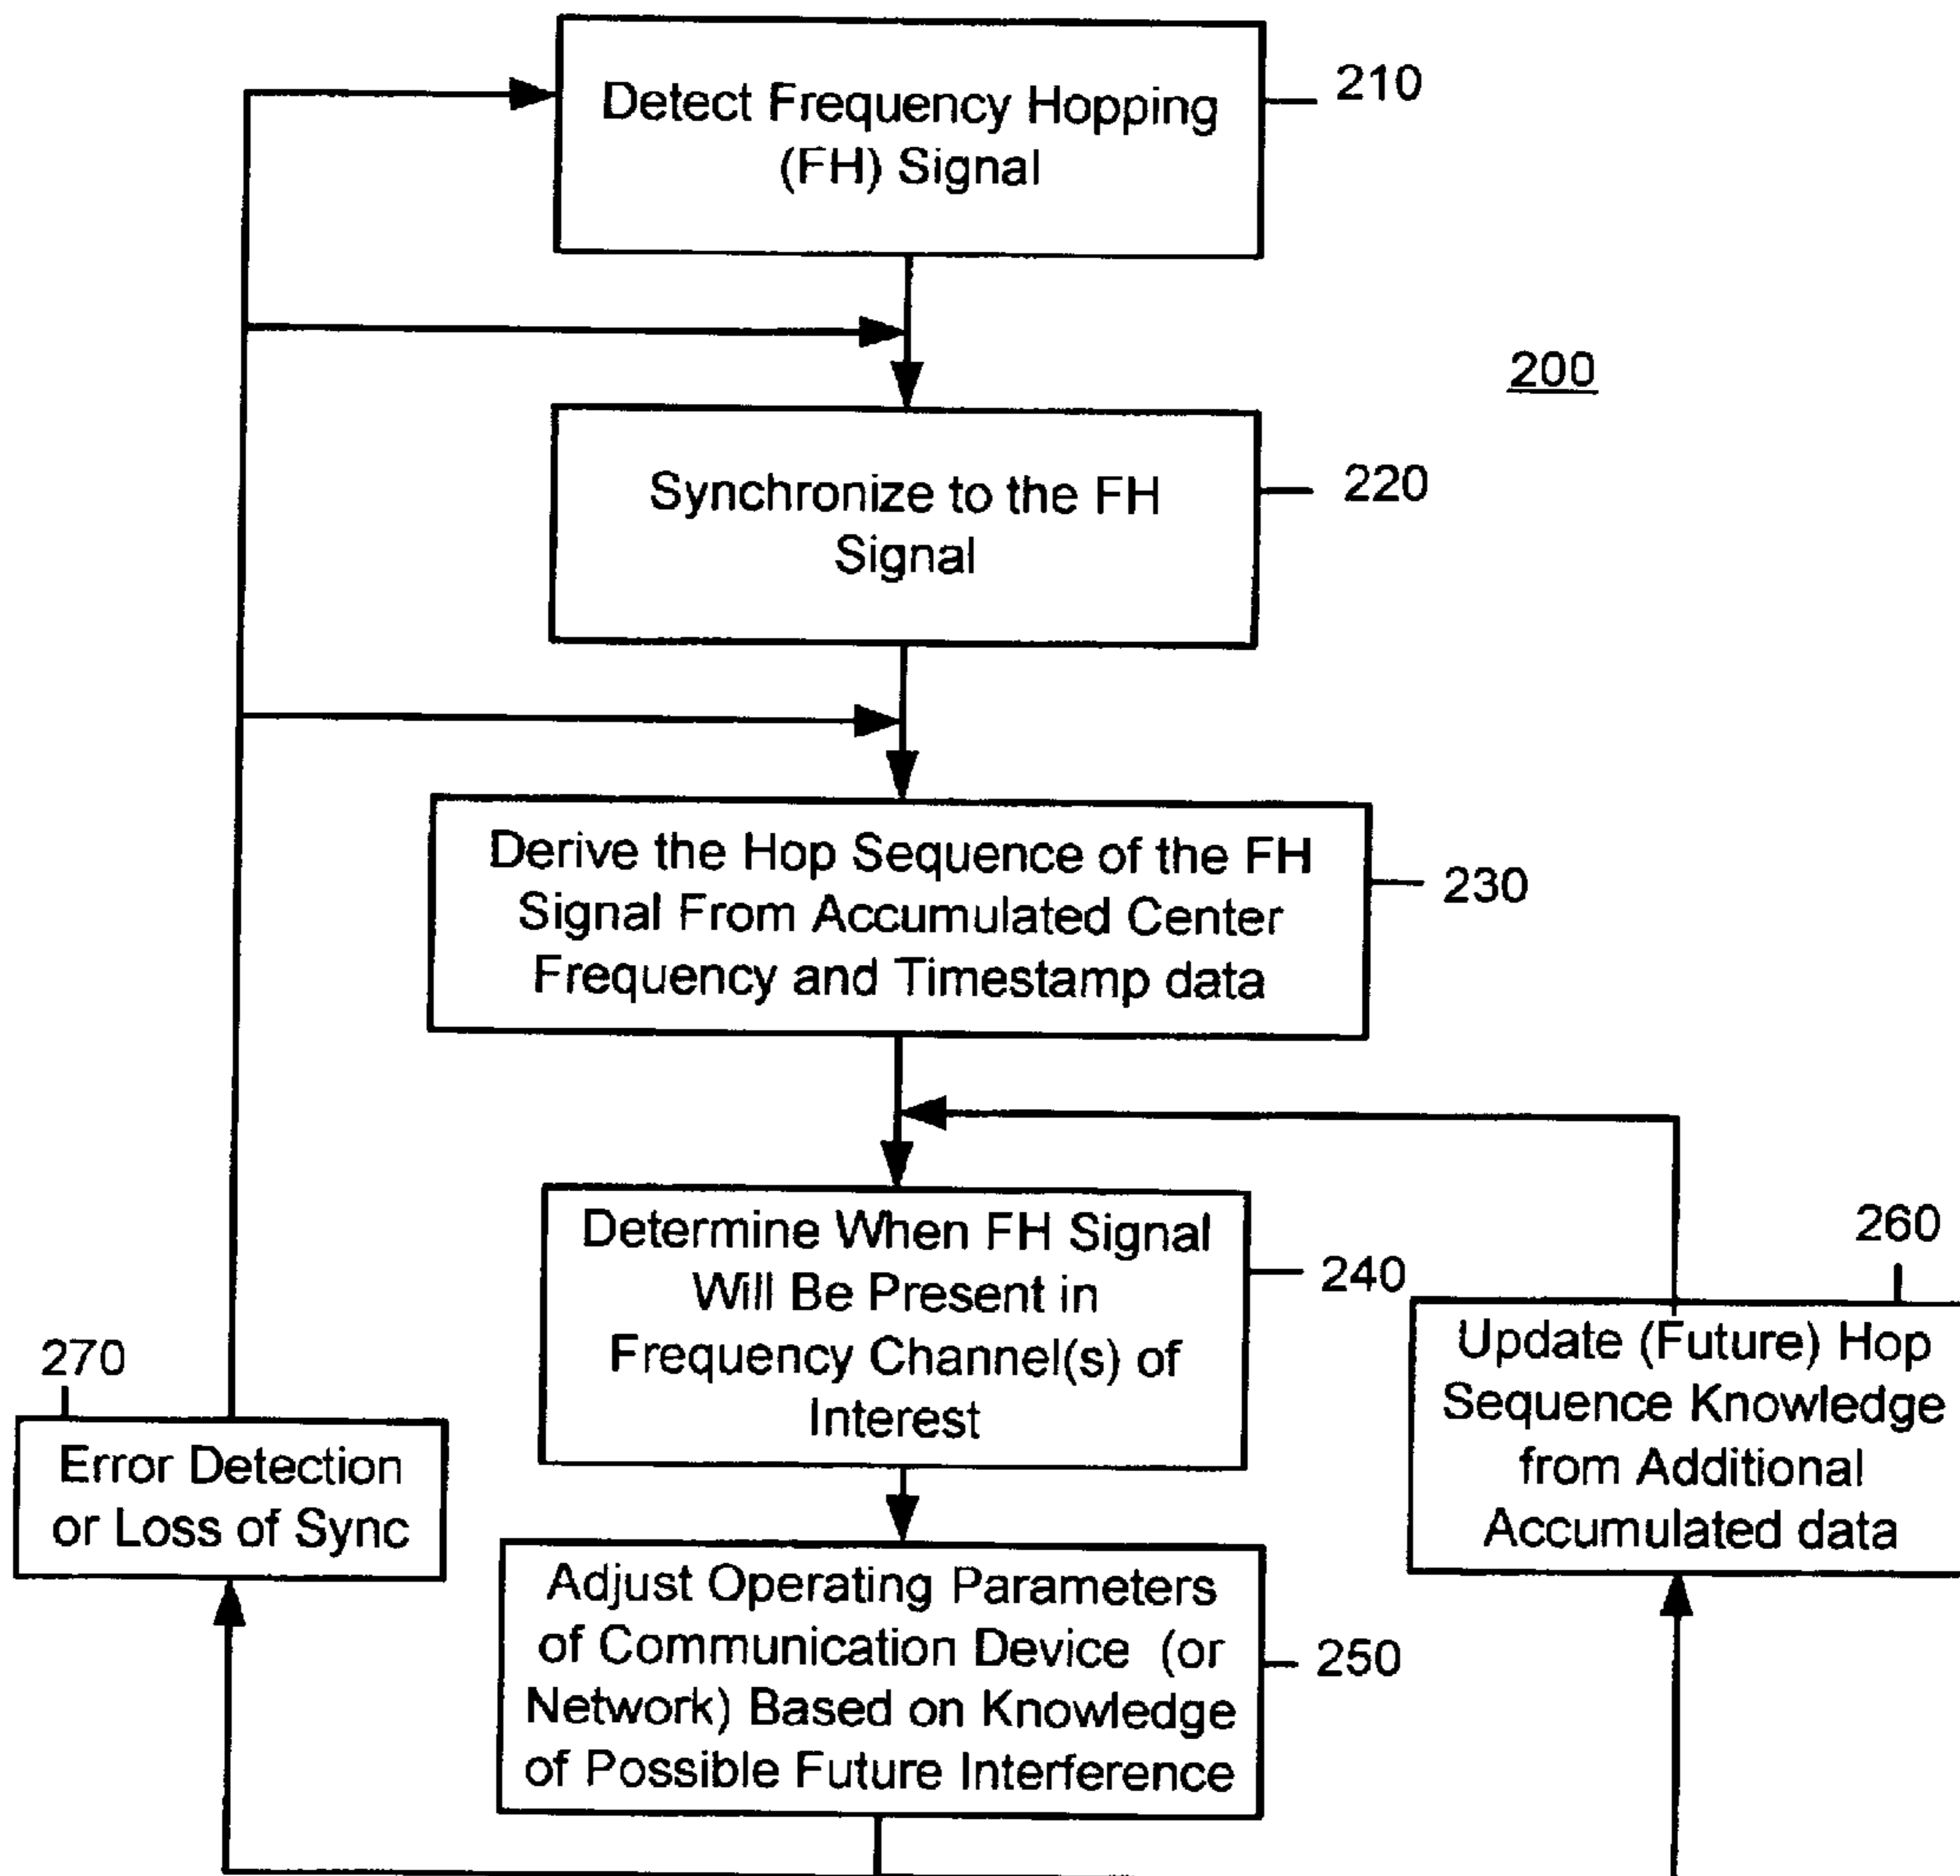 Detect Frequency Hopping
(FH) Signal
210
200
Synchronize to the FH
Signal
220
Derive the Hop Sequence of the FH
Signal From Accumulated Center
Frequency and Timestamp data
230
Determine When FH Signal
Will Be Present in
Frequency Channel(s) of
Interest
240
260
Update (Future) Hop
Sequence Knowledge
from Additional
Accumulated data
270
Error Detection
or Loss of Sync
Adjust Operating Parameters
of Communication Device (or
Network) Based on Knowledge
of Possible Future Interference
250